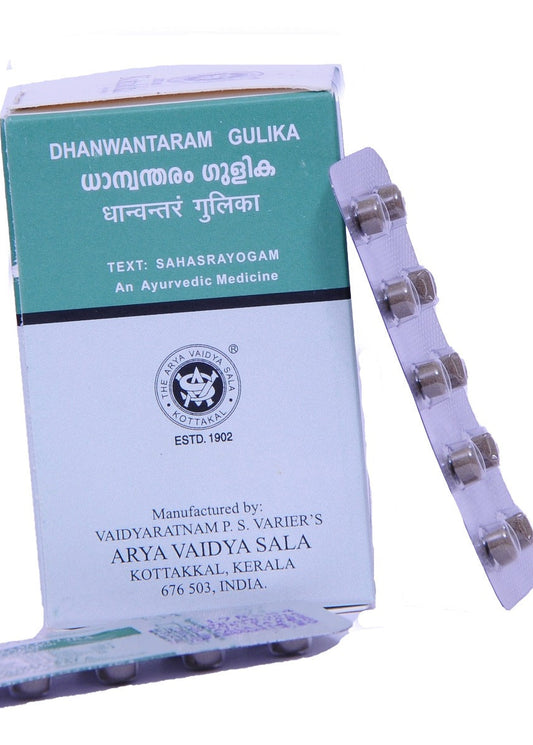 DHANWANTARAM GULIKA
ധാന്വന്തരം ഗുളിക
धान्वन्तरं गुलिका
TEXT: SAHASRAYOGAM
An Ayurvedic Medicine
THE ARYA VAIDYA SALA
KOTTAKAL
®
ESTD. 1902
Manufactured by:
VAIDYARATNAM P. S. VARIER'S
ARYA VAIDYA SALA
KOTTAKKAL, KERALA
676 503, INDIA.